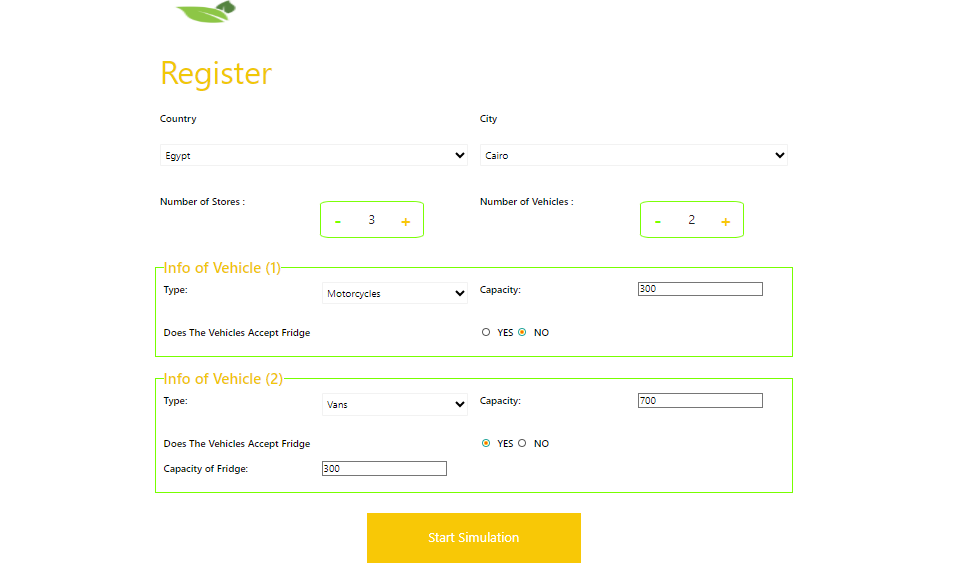 Register
Country City
Egypt Cairo
Number of Stores : - 3 + Number of Vehicles : - 2 +
Info of Vehicle (1)
Type: Motorcycles Capacity: 300
Does The Vehicles Accept Fridge YES NO
Info of Vehicle (2)
Type: Vans Capacity: 700
Does The Vehicles Accept Fridge YES NO
Capacity of Fridge: 300
Start Simulation